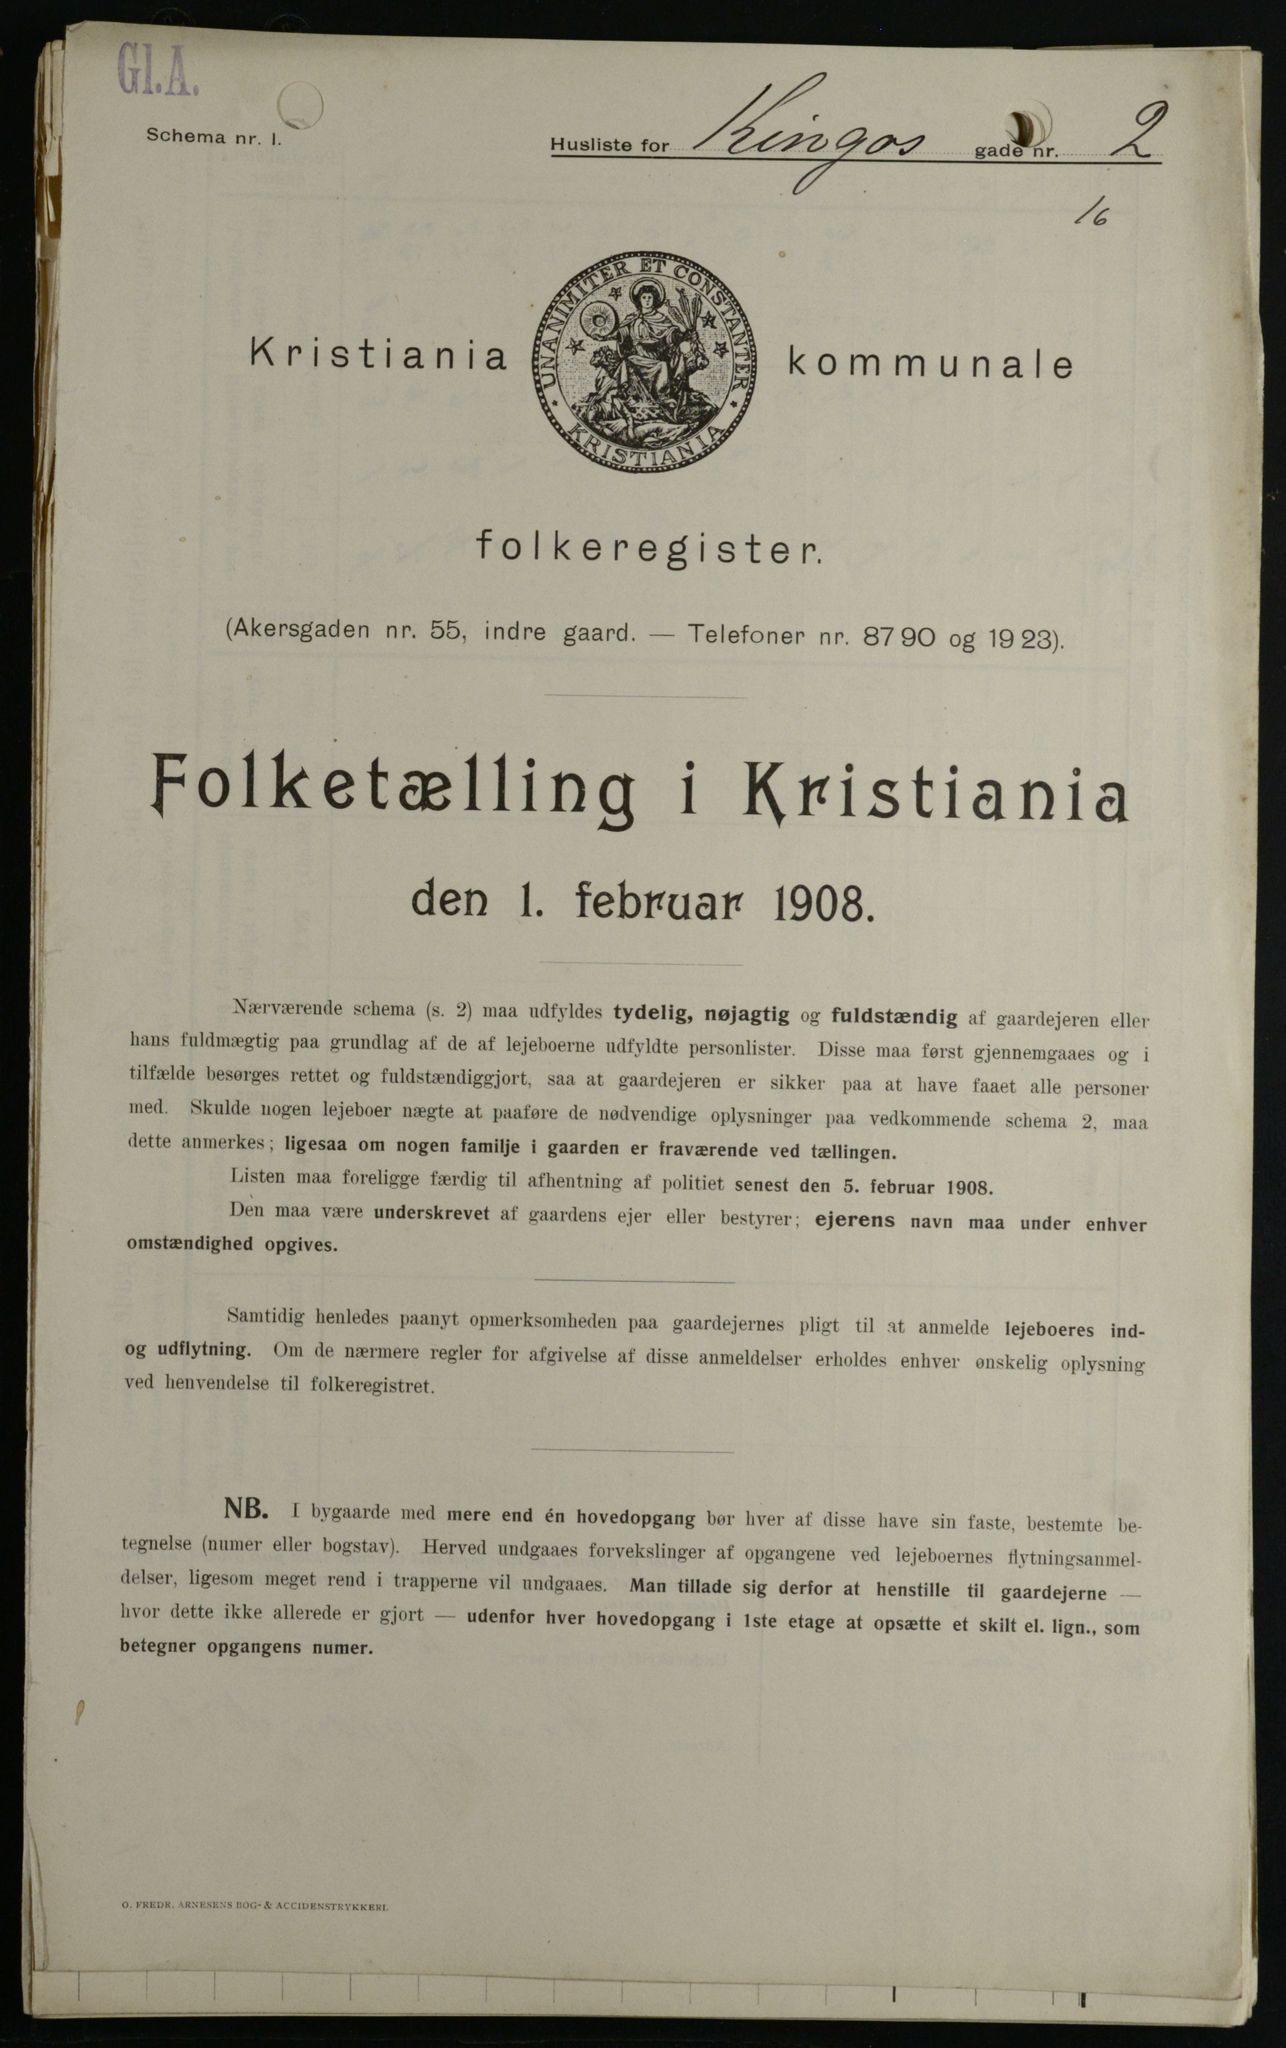 Gl.A.
Schema nr. 1.
Husliste for Kingos gade nr. 2
16
Kristiania kommunale
UNANIMITER ET CONSTANTER
KRISTIANIA
folkeregister.
(Akersgaden nr. 55, indre gaard. — Telefoner nr. 8790 og 1923).
Folketælling i Kristiania
den 1. februar 1908.
Nærværende schema (s. 2) maa udfyldes tydelig, nøjagtig og fuldstændig af gaardejeren eller
hans fuldmægtig paa grundlag af de af lejeboerne udfyldte personlister. Disse maa først gjennemgaaes og i
tilfælde besørges rettet og fuldstændiggjort, saa at gaardejeren er sikker paa at have faaet alle personer
med. Skulde nogen lejeboer nægte at paaføre de nødvendige oplysninger paa vedkommende schema 2, maa
dette anmerkes; ligesaa om nogen familje i gaarden er fraværende ved tællingen.
Listen maa foreligge færdig til afhentning af politiet senest den 5. februar 1908.
Den maa være underskrevet af gaardens ejer eller bestyrer; ejerens navn maa under enhver
omstændighed opgives.
Samtidig henledes paanyt opmerksomheden paa gaardejernes pligt til at anmelde lejeboeres ind-
og udflytning. Om de nærmere regler for afgivelse af disse anmeldelser erholdes enhver ønskelig oplysning
ved henvendelse til folkeregistret.
NB. I bygaarde med mere end én hovedopgang bør hver af disse have sin faste, bestemte be-
tegnelse (numer eller bogstav). Herved undgaaes forvekslinger af opgangene ved lejeboernes flytningsanmel-
delser, ligesom meget rend i trapperne vil undgaaes. Man tillade sig derfor at henstille til gaardejerne —
hvor dette ikke allerede er gjort — udenfor hver hovedopgang i 1ste etage at opsætte et skilt el. lign., som
betegner opgangens numer.
O. FREDR. ARNESENS BOG- & ACCIDENSTRYKKERI.